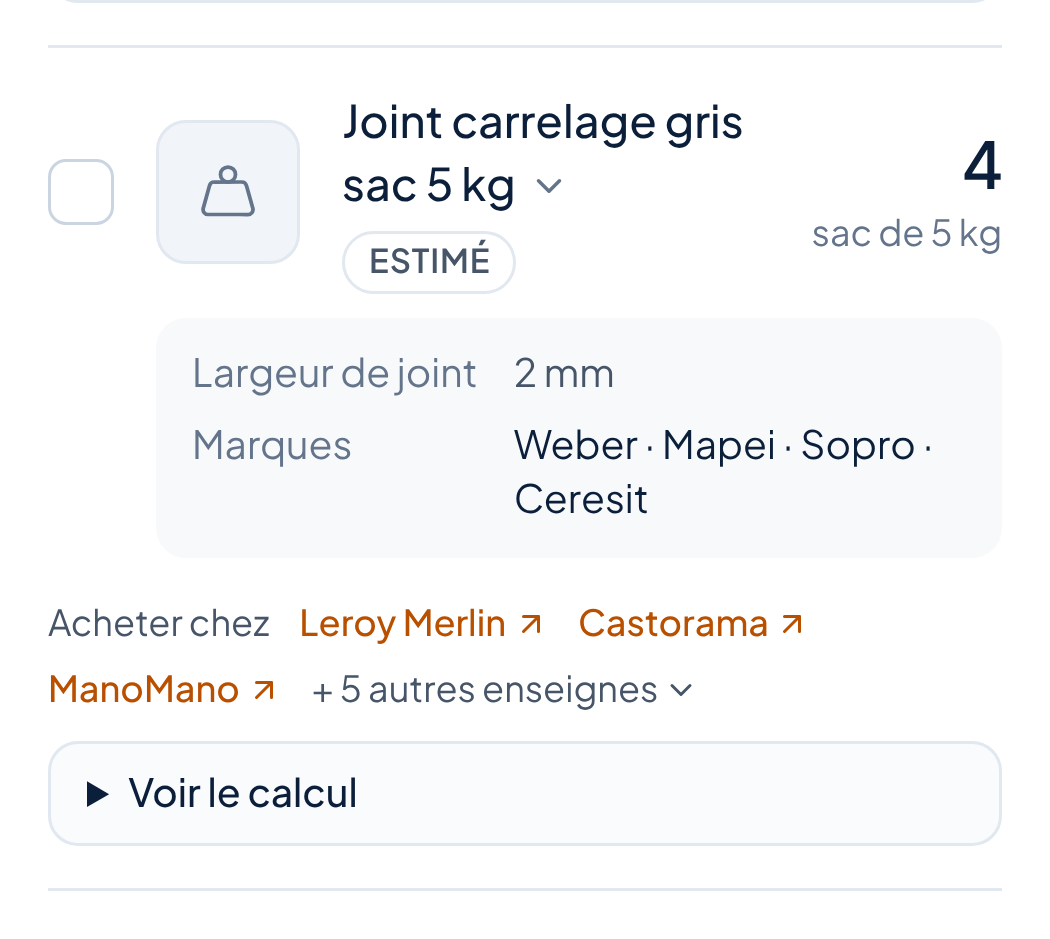 Joint carrelage gris
sac 5 kg
4
sac de 5 kg
ESTIMÉ
Largeur de joint 2 mm
Marques Weber · Mapei · Sopro ·
Ceresit
Acheter chez Leroy Merlin ↗ Castorama ↗
ManoMano ↗ + 5 autres enseignes
▶ Voir le calcul